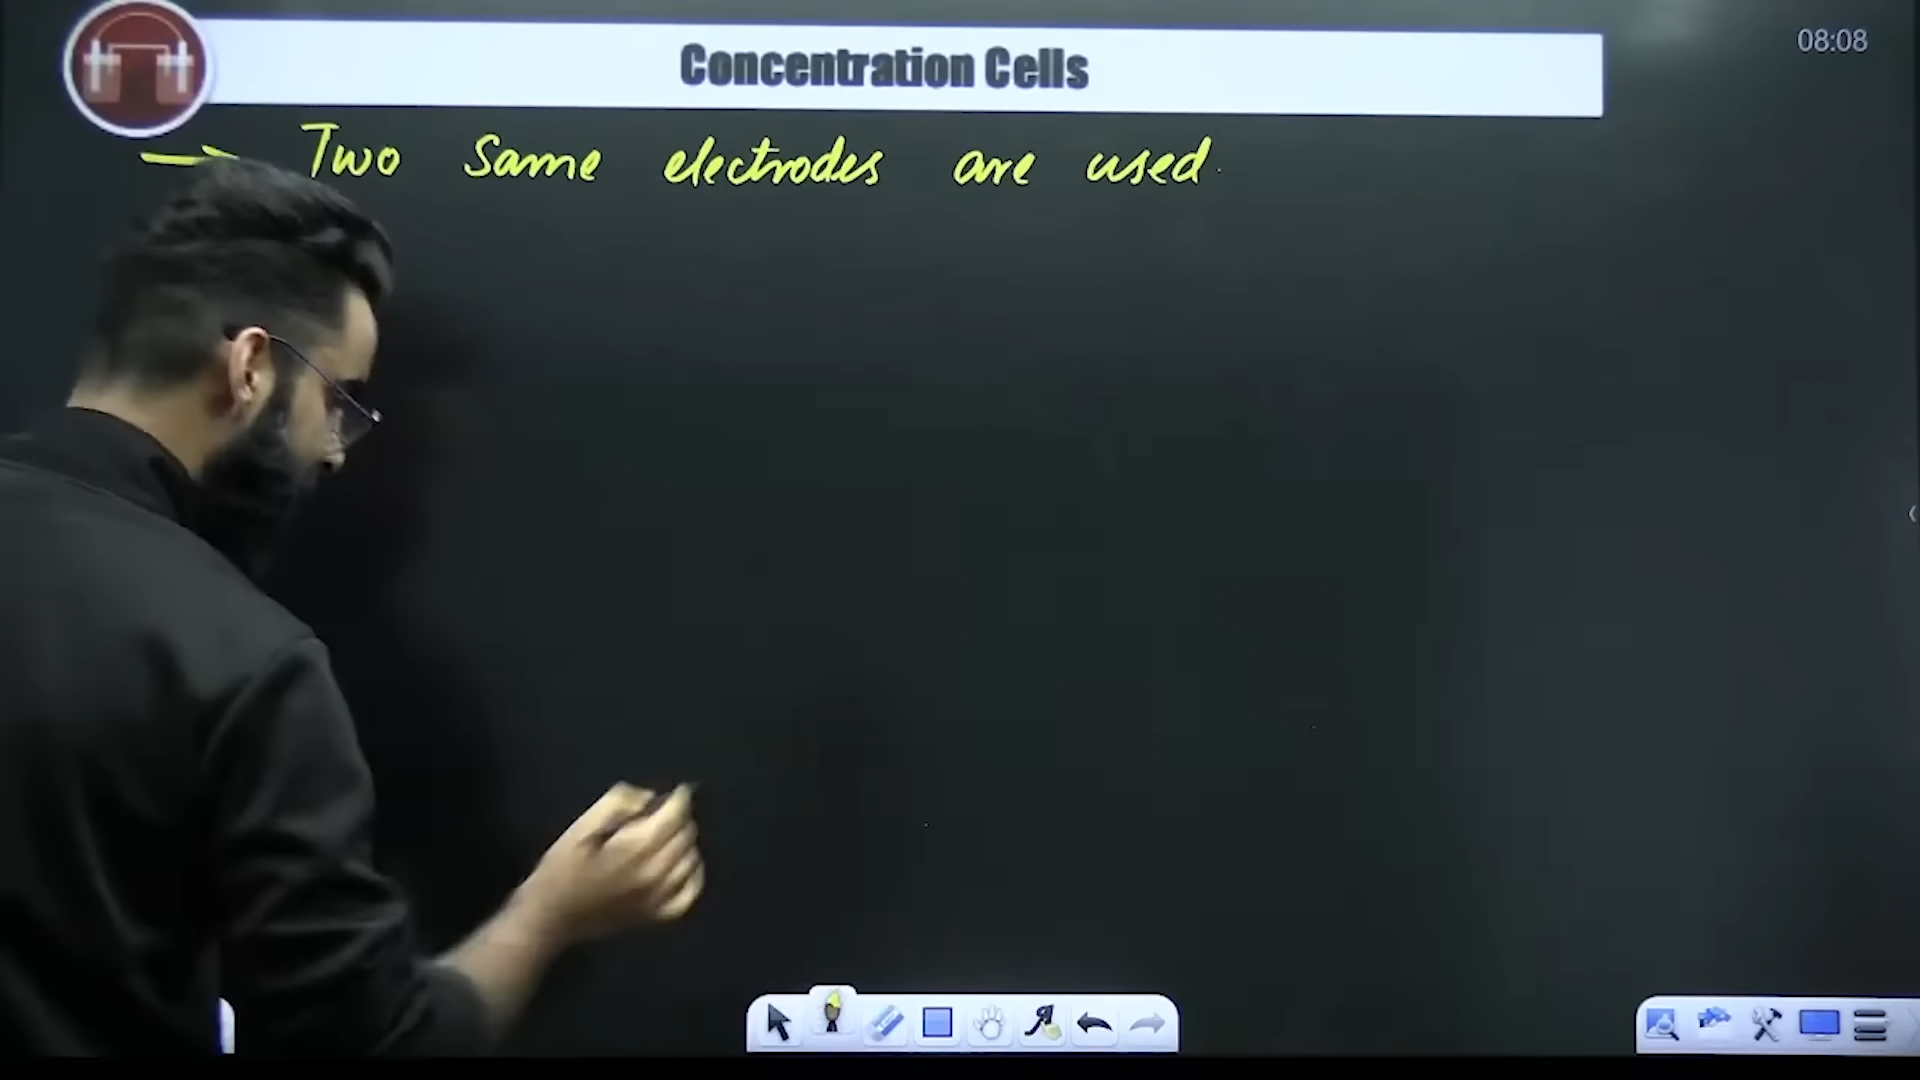 Concentration Cells
08:08
→ Two Same electrodes are used.